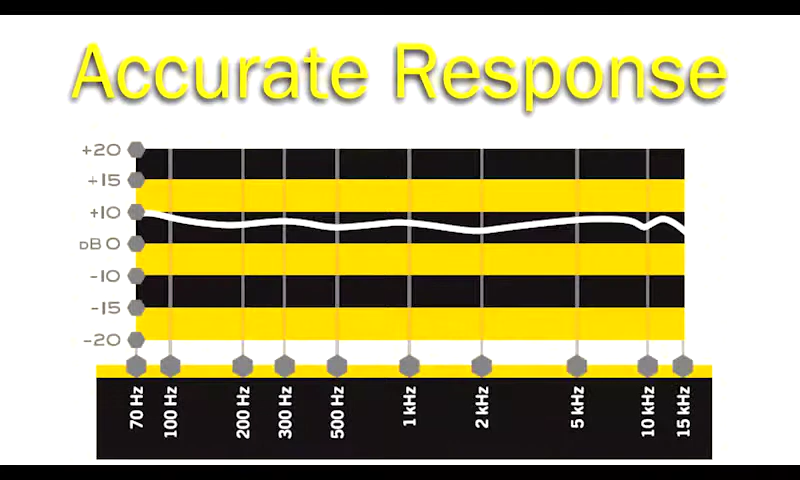 Accurate Response
+20
+15
+10
dB 0
-10
-15
-20
70 Hz
100 Hz
200 Hz
300 Hz
500 Hz
1 kHz
2 kHz
5 kHz
10 kHz
15 kHz